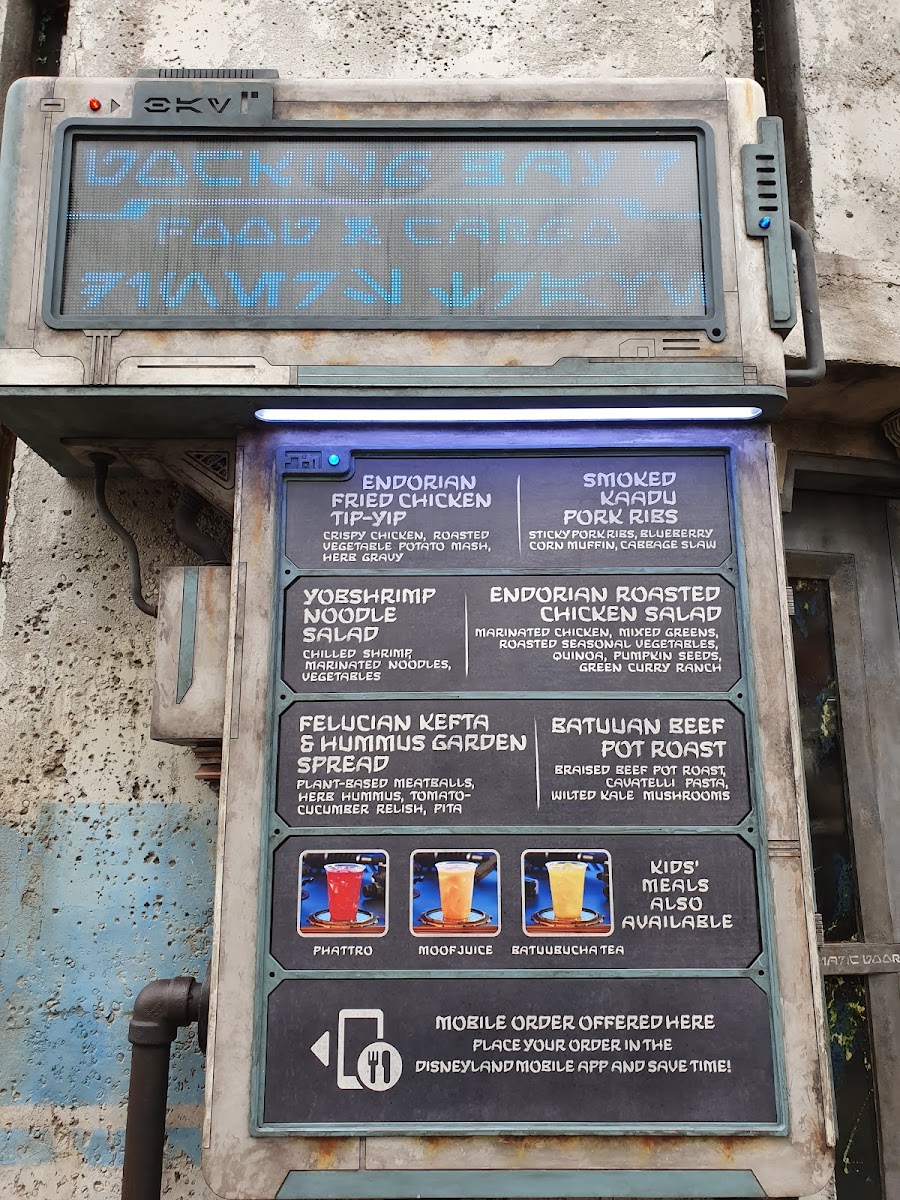 DOCKING BAY 7
FOOD & CARGO
ENDORIAN
FRIED CHICKEN
TIP-YIP
CRISPY CHICKEN, ROASTED
VEGETABLE POTATO MASH,
HERB GRAVY
SMOKED
KAADU
PORK RIBS
STICKY PORK RIBS, BLUEBERRY
CORN MUFFIN, CABBAGE SLAW
YOBSHRIMP
NOODLE
SALAD
CHILLED SHRIMP,
MARINATED NOODLES,
VEGETABLES
ENDORIAN ROASTED
CHICKEN SALAD
MARINATED CHICKEN, MIXED GREENS,
ROASTED SEASONAL VEGETABLES,
QUINOA, PUMPKIN SEEDS,
GREEN CURRY RANCH
FELUCIAN KEFTA
& HUMMUS GARDEN
SPREAD
PLANT-BASED MEATBALLS,
HERB HUMMUS, TOMATO-
CUCUMBER RELISH, PITA
BATUUAN BEEF
POT ROAST
BRAISED BEEF POT ROAST,
CAVATELLI PASTA,
WILTED KALE MUSHROOMS
PHATTRO
MOOFJUICE
BATUUBUCHA TEA
KIDS'
MEALS
ALSO
AVAILABLE
MOBILE ORDER OFFERED HERE
PLACE YOUR ORDER IN THE
DISNEYLAND MOBILE APP AND SAVE TIME!